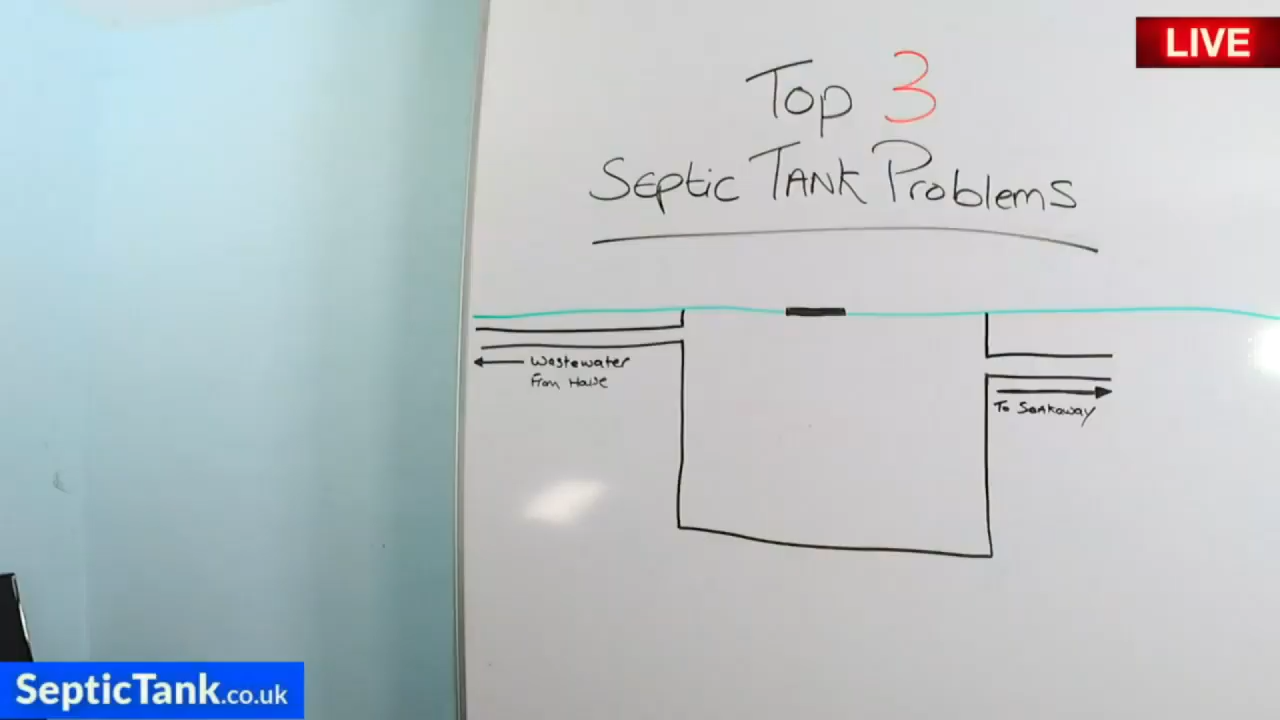 LIVE
Top 3
Septic Tank Problems
Wastewater
From House
To Soakaway
SepticTank.co.uk